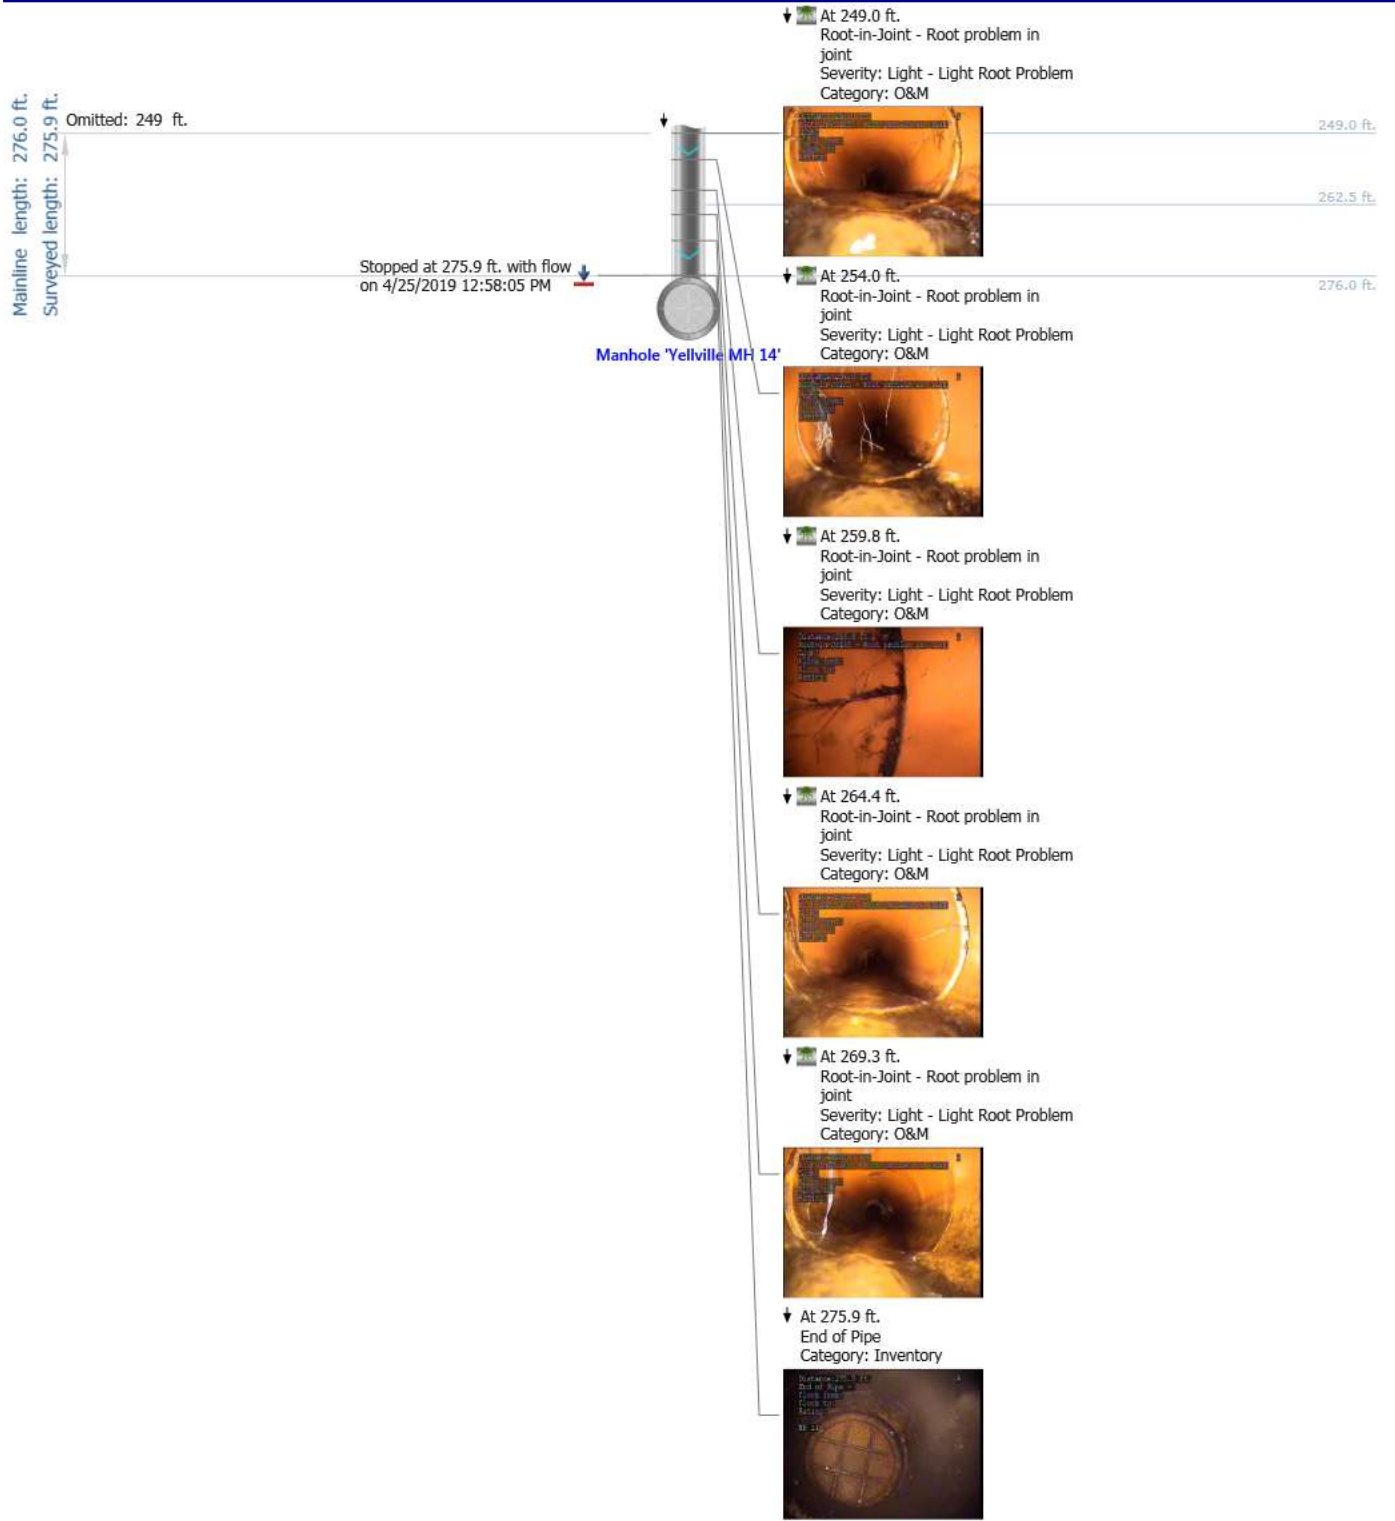 At 249.0 ft.
Root-in-Joint - Root problem in
joint
Severity: Light - Light Root Problem
Category: O&M
Mainline length: 276.0 ft.
Surveyed length: 275.9 ft.
Omitted: 249 ft.
249.0 ft.
262.5 ft.
Stopped at 275.9 ft. with flow
on 4/25/2019 12:58:05 PM
276.0 ft.
Manhole 'Yellville MH 14'
At 254.0 ft.
Root-in-Joint - Root problem in
joint
Severity: Light - Light Root Problem
Category: O&M
At 259.8 ft.
Root-in-Joint - Root problem in
joint
Severity: Light - Light Root Problem
Category: O&M
At 264.4 ft.
Root-in-Joint - Root problem in
joint
Severity: Light - Light Root Problem
Category: O&M
At 269.3 ft.
Root-in-Joint - Root problem in
joint
Severity: Light - Light Root Problem
Category: O&M
At 275.9 ft.
End of Pipe
Category: Inventory